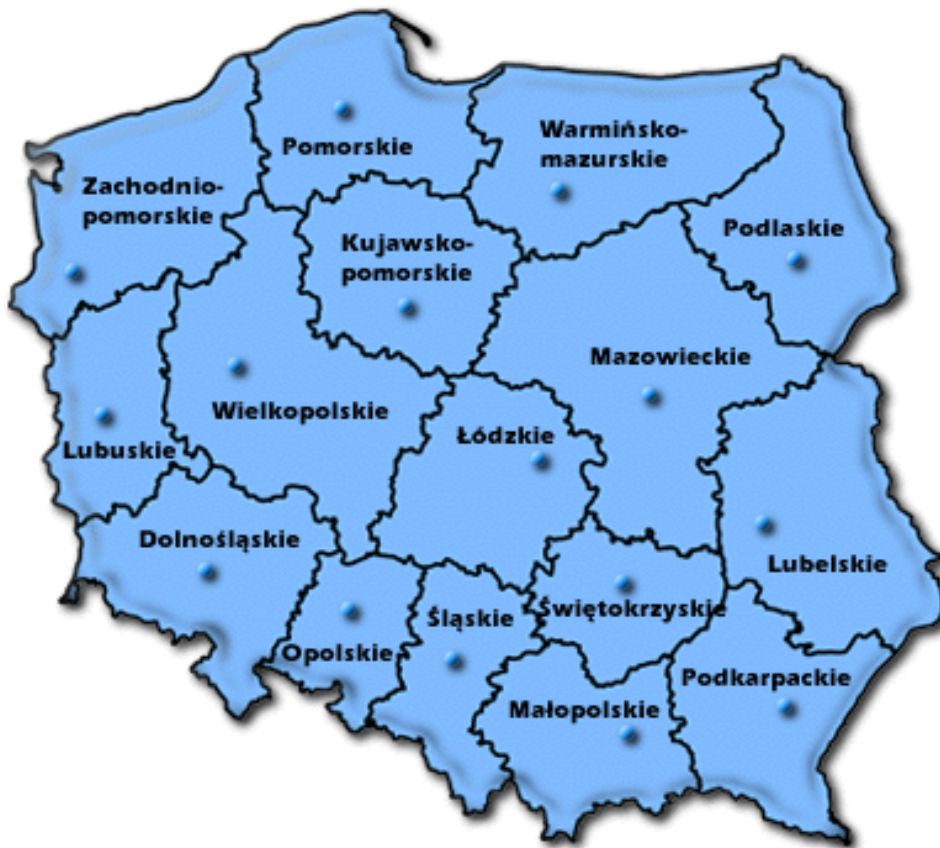 Pomorskie
Warmińsko-
mazurskie
Zachodnio-
pomorskie
Podlaskie
Kujawsko-
pomorskie
Mazowieckie
Wielkopolskie
Łódzkie
Lubuskie
Dolnośląskie
Lubelskie
Świętokrzyskie
Śląskie
Opolskie
Podkarpackie
Małopolskie